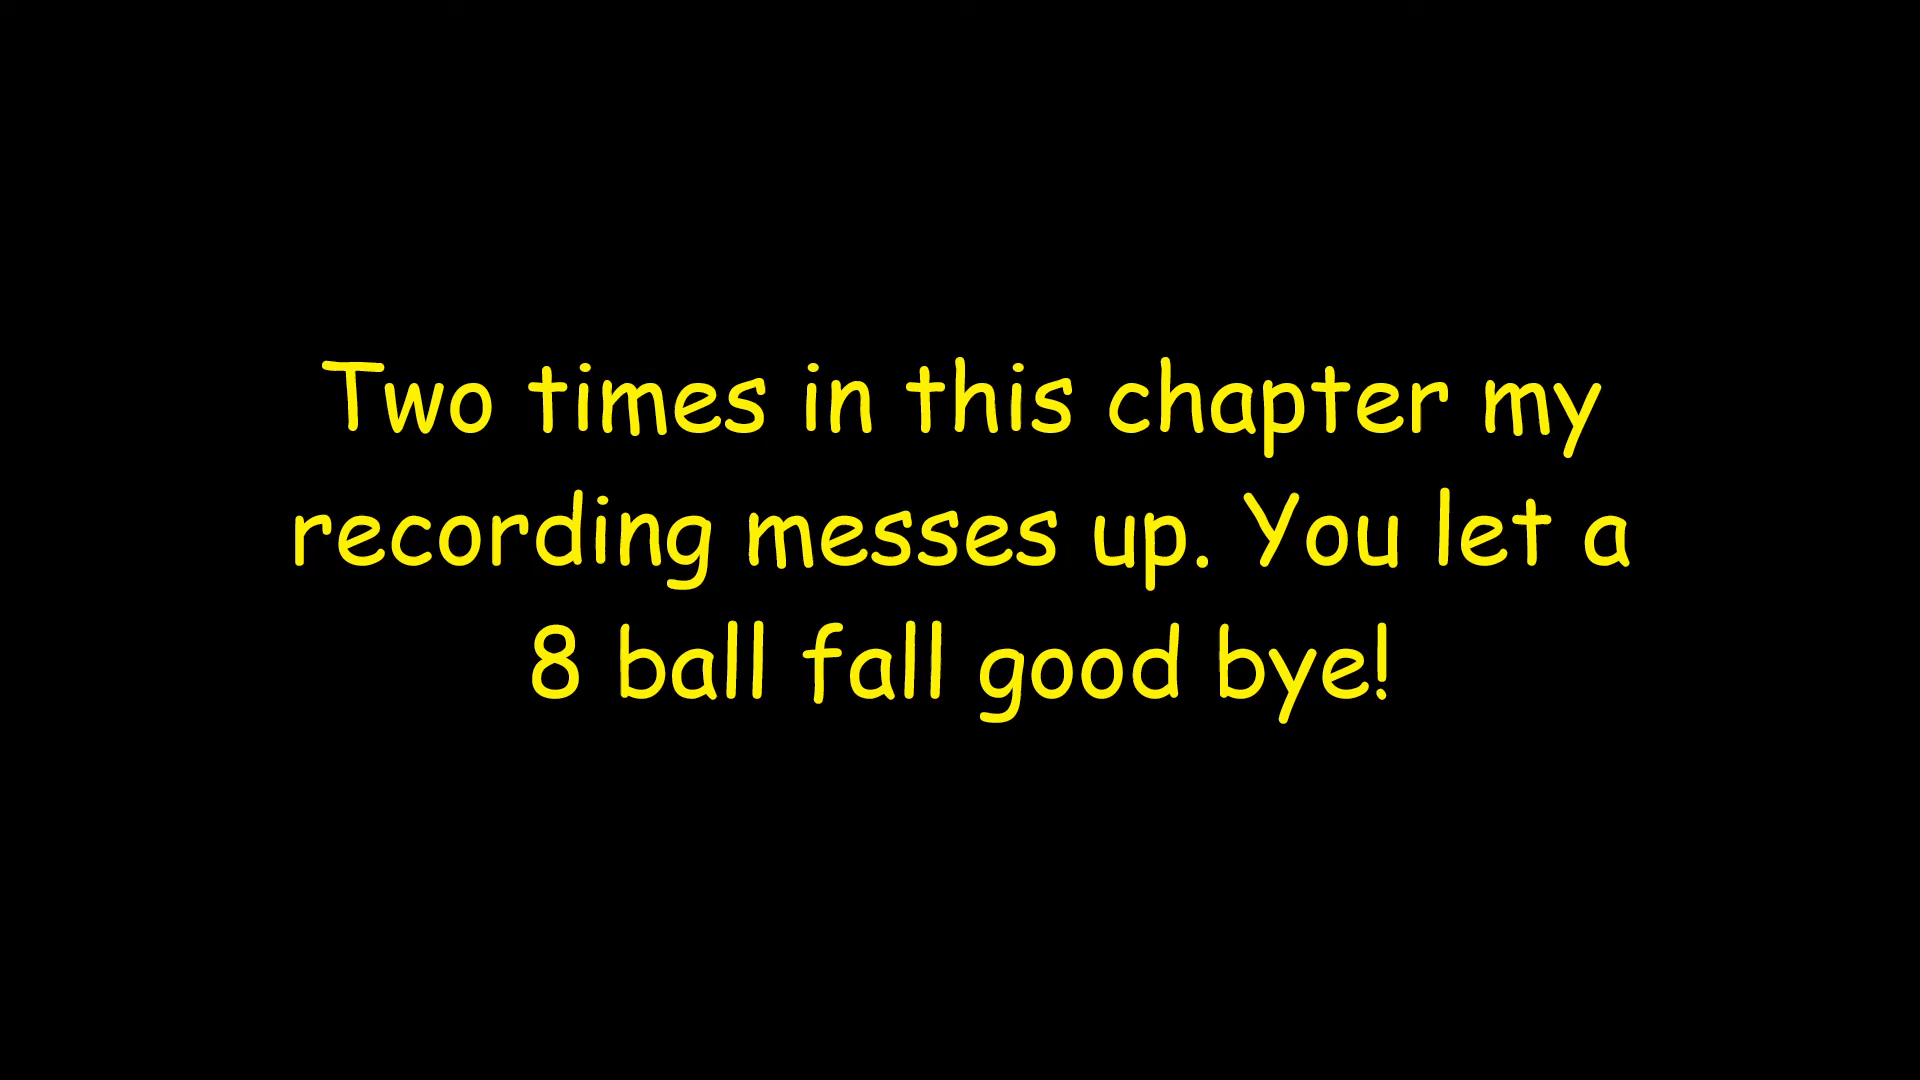 Two times in this chapter my
recording messes up. You let a
8 ball fall good bye!